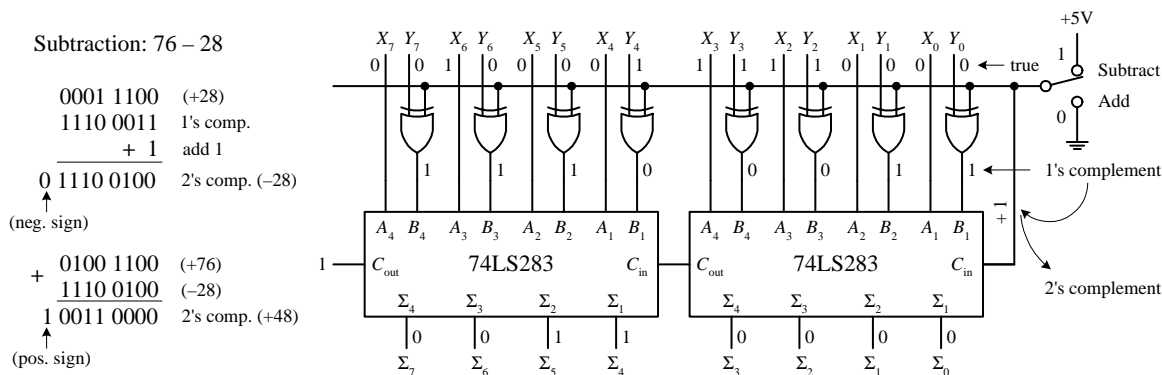 Subtraction: 76 – 28
0001 1100 (+28)
1110 0011 1's comp.
+ 1 add 1
0 1110 0100 2's comp. (–28)
(neg. sign)
+ 0100 1100 (+76)
1110 0100 (–28)
1 0011 0000 2's comp. (+48)
(pos. sign)
X7 Y7 X6 Y6 X5 Y5 X4 Y4 X3 Y3 X2 Y2 X1 Y1 X0 Y0
0 0 1 0 0 0 0 1 1 1 1 1 0 0 0 0 true
+5V
1 Subtract
Add
0
1 1 1 0 0 0 1 1 1's complement
+ 1
A4 B4 A3 B3 A2 B2 A1 B1 A4 B4 A3 B3 A2 B2 A1 B1
1 Cout 74LS283 Cin Cout 74LS283 Cin
2's complement
Σ4 Σ3 Σ2 Σ1 Σ4 Σ3 Σ2 Σ1
0 0 1 1 0 0 0 0
Σ7 Σ6 Σ5 Σ4 Σ3 Σ2 Σ1 Σ0